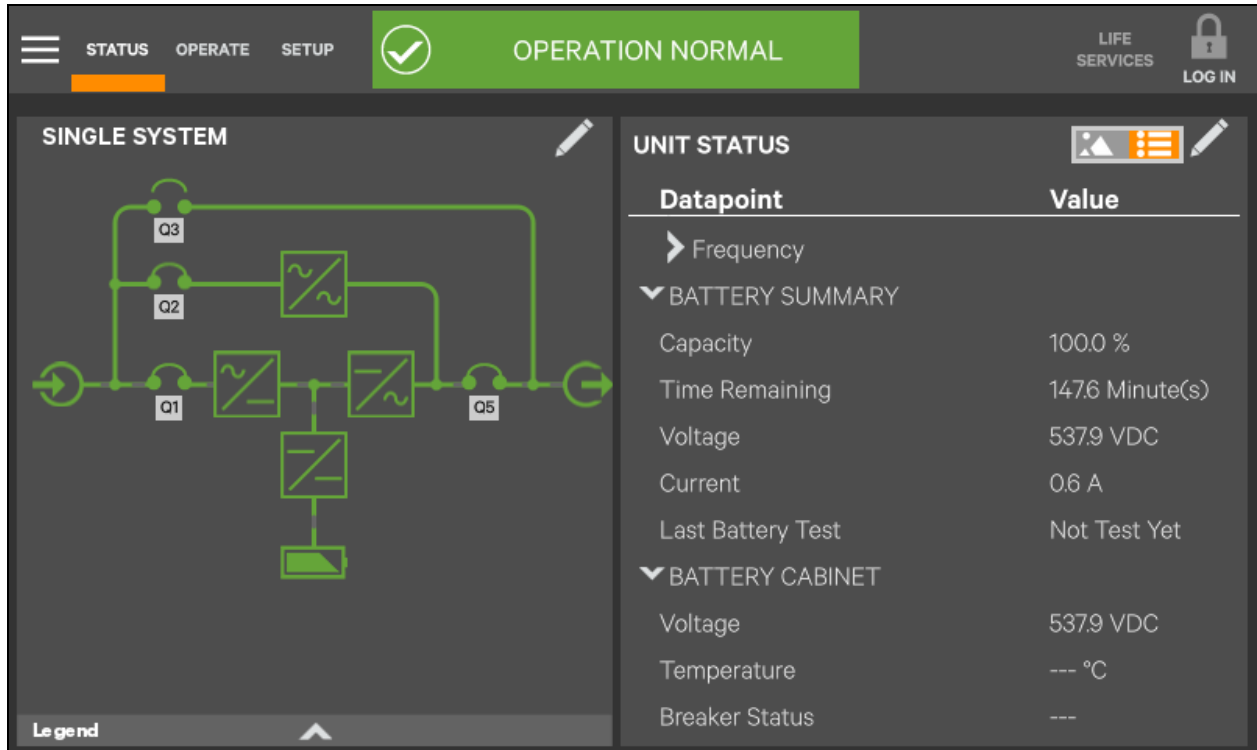 STATUS OPERATE SETUP OPERATION NORMAL LIFE
SERVICES
LOG IN
SINGLE SYSTEM
Q3
Q2
Q1 Q5
Legend
UNIT STATUS
Datapoint Value
Frequency
BATTERY SUMMARY
Capacity 100.0 %
Time Remaining 147.6 Minute(s)
Voltage 537.9 VDC
Current 0.6 A
Last Battery Test Not Test Yet
BATTERY CABINET
Voltage 537.9 VDC
Temperature --- °C
Breaker Status ---